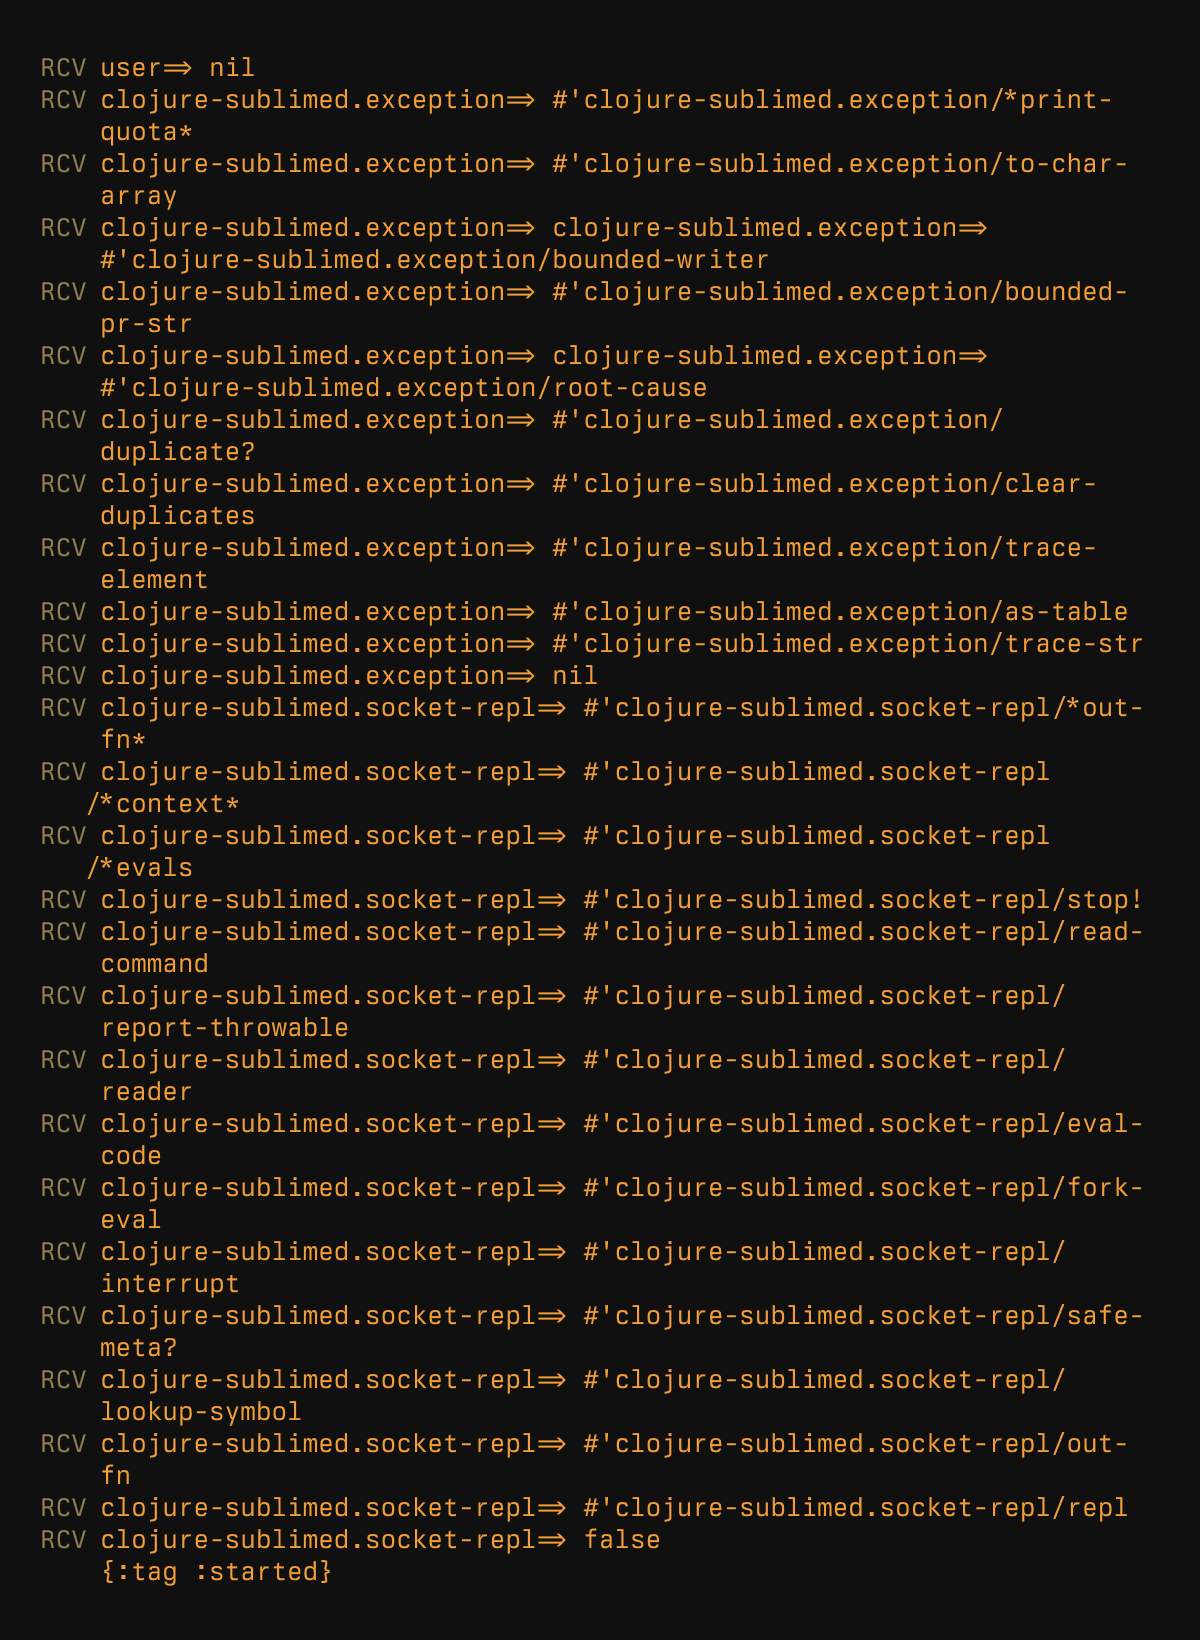 RCV user=> nil
RCV clojure-sublimed.exception=> #'clojure-sublimed.exception/*print-
quota*
RCV clojure-sublimed.exception=> #'clojure-sublimed.exception/to-char-
array
RCV clojure-sublimed.exception=> clojure-sublimed.exception=>
#'clojure-sublimed.exception/bounded-writer
RCV clojure-sublimed.exception=> #'clojure-sublimed.exception/bounded-
pr-str
RCV clojure-sublimed.exception=> clojure-sublimed.exception=>
#'clojure-sublimed.exception/root-cause
RCV clojure-sublimed.exception=> #'clojure-sublimed.exception/
duplicate?
RCV clojure-sublimed.exception=> #'clojure-sublimed.exception/clear-
duplicates
RCV clojure-sublimed.exception=> #'clojure-sublimed.exception/trace-
element
RCV clojure-sublimed.exception=> #'clojure-sublimed.exception/as-table
RCV clojure-sublimed.exception=> #'clojure-sublimed.exception/trace-str
RCV clojure-sublimed.exception=> nil
RCV clojure-sublimed.socket-repl=> #'clojure-sublimed.socket-repl/*out-
fn*
RCV clojure-sublimed.socket-repl=> #'clojure-sublimed.socket-repl
/*context*
RCV clojure-sublimed.socket-repl=> #'clojure-sublimed.socket-repl
/*evals
RCV clojure-sublimed.socket-repl=> #'clojure-sublimed.socket-repl/stop!
RCV clojure-sublimed.socket-repl=> #'clojure-sublimed.socket-repl/read-
command
RCV clojure-sublimed.socket-repl=> #'clojure-sublimed.socket-repl/
report-throwable
RCV clojure-sublimed.socket-repl=> #'clojure-sublimed.socket-repl/
reader
RCV clojure-sublimed.socket-repl=> #'clojure-sublimed.socket-repl/eval-
code
RCV clojure-sublimed.socket-repl=> #'clojure-sublimed.socket-repl/fork-
eval
RCV clojure-sublimed.socket-repl=> #'clojure-sublimed.socket-repl/
interrupt
RCV clojure-sublimed.socket-repl=> #'clojure-sublimed.socket-repl/safe-
meta?
RCV clojure-sublimed.socket-repl=> #'clojure-sublimed.socket-repl/
lookup-symbol
RCV clojure-sublimed.socket-repl=> #'clojure-sublimed.socket-repl/out-
fn
RCV clojure-sublimed.socket-repl=> #'clojure-sublimed.socket-repl/repl
RCV clojure-sublimed.socket-repl=> false
{:tag :started}